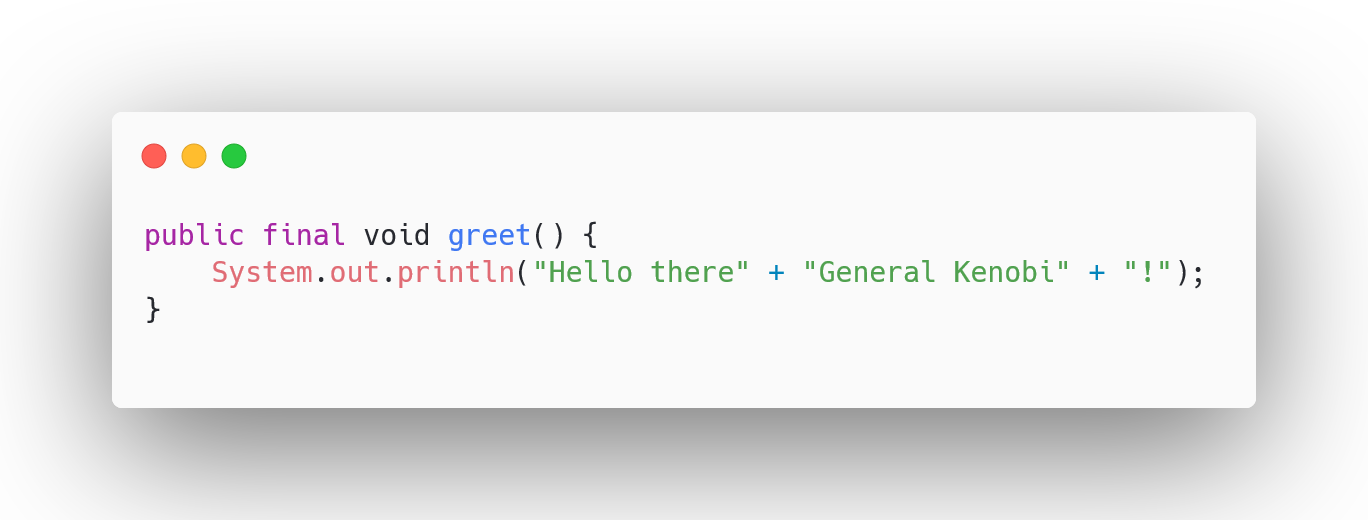 public final void greet() {
    System.out.println("Hello there" + "General Kenobi" + "!");
}